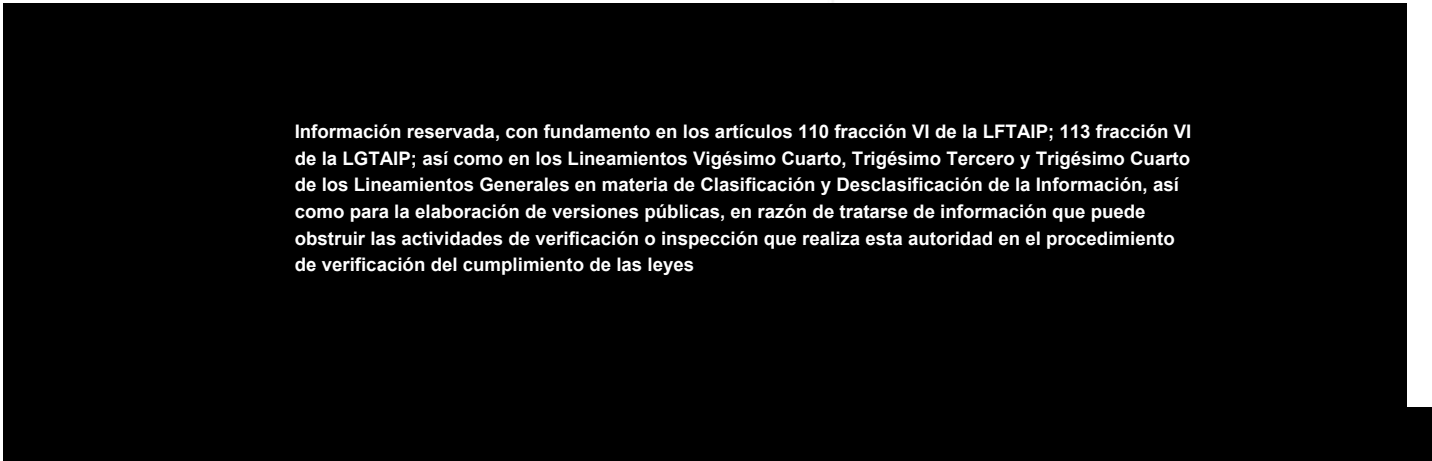 Información reservada, con fundamento en los artículos 110 fracción VI de la LFTAIP; 113 fracción VI
de la LGTAIP; así como en los Lineamientos Vigésimo Cuarto, Trigésimo Tercero y Trigésimo Cuarto
de los Lineamientos Generales en materia de Clasificación y Desclasificación de la Información, así
como para la elaboración de versiones públicas, en razón de tratarse de información que puede
obstruir las actividades de verificación o inspección que realiza esta autoridad en el procedimiento
de verificación del cumplimiento de las leyes